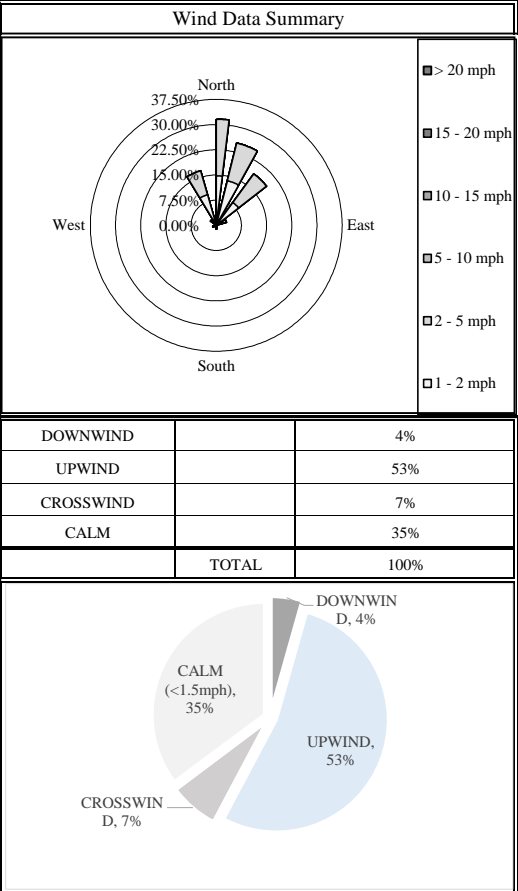 Wind Data Summary
North
37.50%
30.00%
22.50%
15.00%
7.50%
0.00%
West
East
South
> 20 mph
15 - 20 mph
10 - 15 mph
5 - 10 mph
2 - 5 mph
1 - 2 mph
DOWNWIND 4%
UPWIND 53%
CROSSWIND 7%
CALM 35%
TOTAL 100%
DOWNWIN
D, 4%
CALM
(<1.5mph),
35%
UPWIND,
53%
CROSSWIN
D, 7%